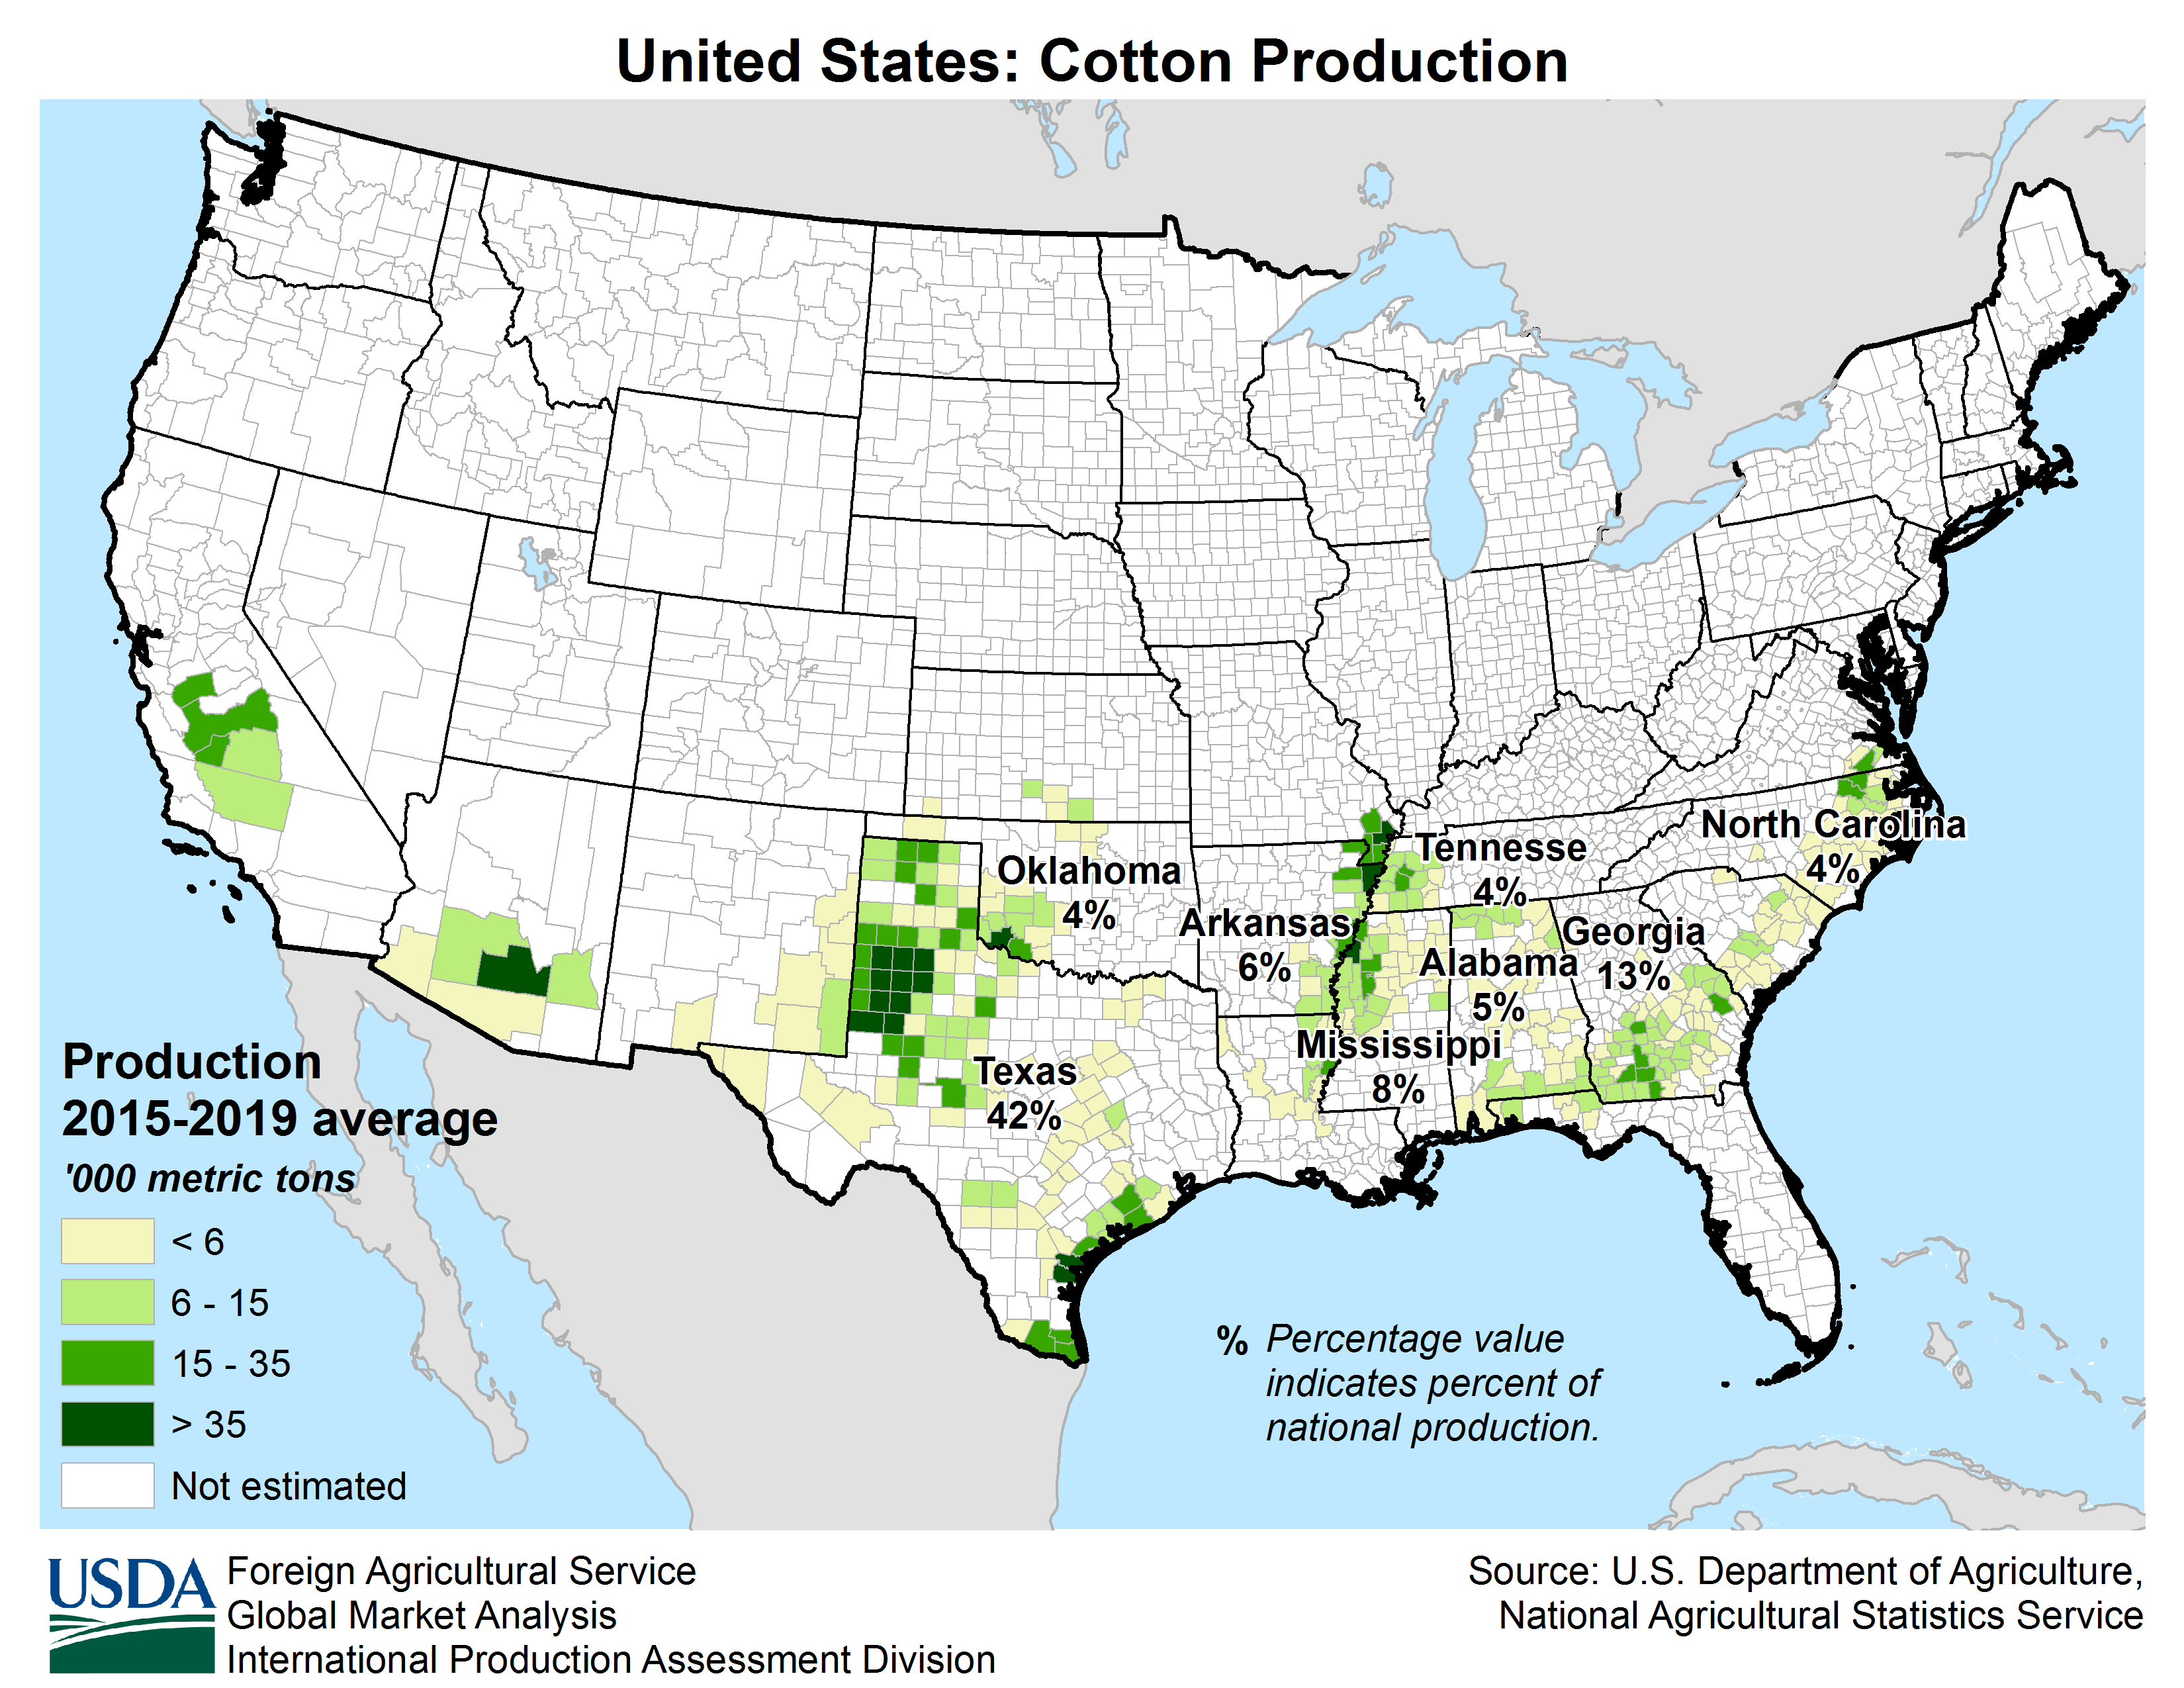 United States: Cotton Production
Oklahoma
4%
Tennesse
4%
North Carolina
4%
Arkansas
6%
Georgia
13%
Alabama
5%
Mississippi
8%
Texas
42%
Production
2015-2019 average
'000 metric tons
< 6
6 - 15
15 - 35
> 35
Not estimated
% Percentage value
indicates percent of
national production.
USDA
Foreign Agricultural Service
Global Market Analysis
International Production Assessment Division
Source: U.S. Department of Agriculture,
National Agricultural Statistics Service